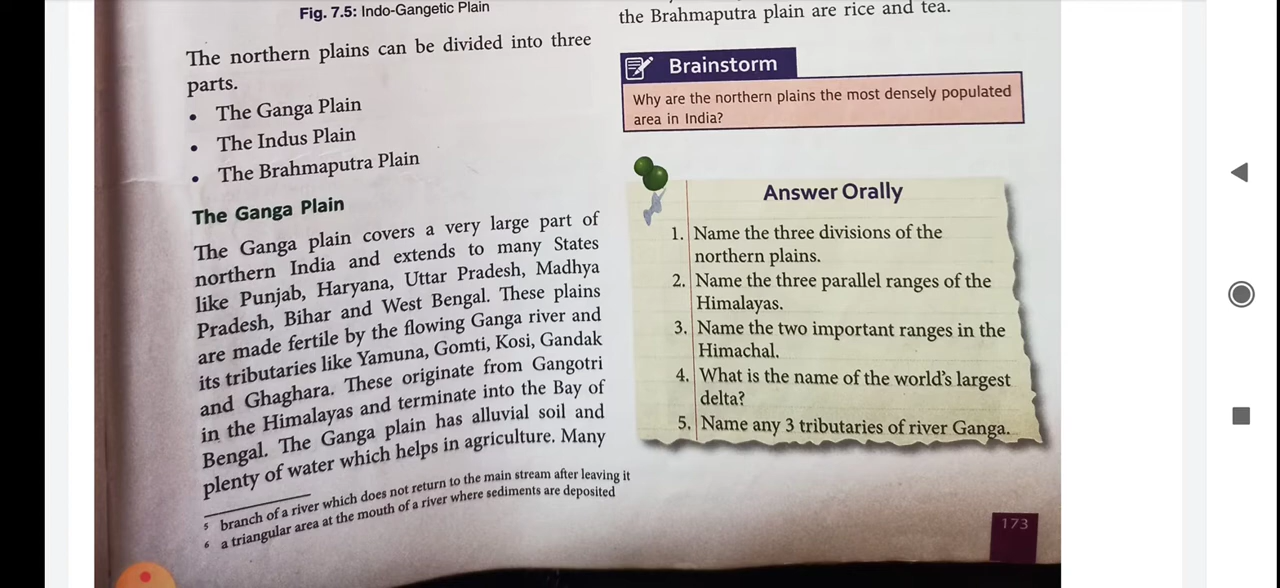 Fig. 7.5: Indo-Gangetic Plain
The northern plains can be divided into three
parts.
• The Ganga Plain
• The Indus Plain
• The Brahmaputra Plain
The Ganga Plain
The Ganga plain covers a very large part of
northern India and extends to many States
like Punjab, Haryana, Uttar Pradesh, Madhya
Pradesh, Bihar and West Bengal. These plains
are made fertile by the flowing Ganga river and
its tributaries like Yamuna, Gomti, Kosi, Gandak
and Ghaghara. These originate from Gangotri
in the Himalayas and terminate into the Bay of
Bengal. The Ganga plain has alluvial soil and
plenty of water which helps in agriculture. Many
5 branch of a river which does not return to the main stream after leaving it
6 a triangular area at the mouth of a river where sediments are deposited
the Brahmaputra plain are rice and tea.
Brainstorm
Why are the northern plains the most densely populated
area in India?
Answer Orally
1. Name the three divisions of the
northern plains.
2. Name the three parallel ranges of the
Himalayas.
3. Name the two important ranges in the
Himachal.
4. What is the name of the world's largest
delta?
5. Name any 3 tributaries of river Ganga.
173